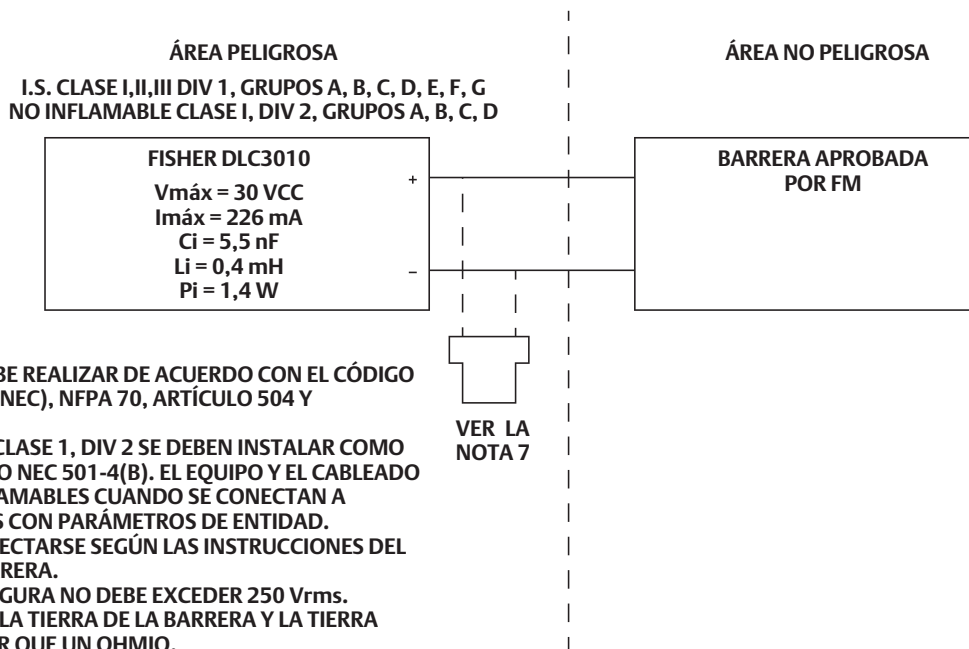 ÁREA PELIGROSA
ÁREA NO PELIGROSA
I.S. CLASE I,II,III DIV 1, GRUPOS A, B, C, D, E, F, G
NO INFLAMABLE CLASE I, DIV 2, GRUPOS A, B, C, D
FISHER DLC3010
Vmáx = 30 VCC
Imáx = 226 mA
Ci = 5,5 nF
Li = 0,4 mH
Pi = 1,4 W
+
–
BARRERA APROBADA
POR FM
VER LA
NOTA 7
BE REALIZAR DE ACUERDO CON EL CÓDIGO
NEC), NFPA 70, ARTÍCULO 504 Y
CLASE 1, DIV 2 SE DEBEN INSTALAR COMO
O NEC 501-4(B). EL EQUIPO Y EL CABLEADO
AMABLES CUANDO SE CONECTAN A
S CON PARÁMETROS DE ENTIDAD.
ECTARSE SEGÚN LAS INSTRUCCIONES DEL
RERA.
GURA NO DEBE EXCEDER 250 Vrms.
LA TIERRA DE LA BARRERA Y LA TIERRA
R QUE UN OHMIO.